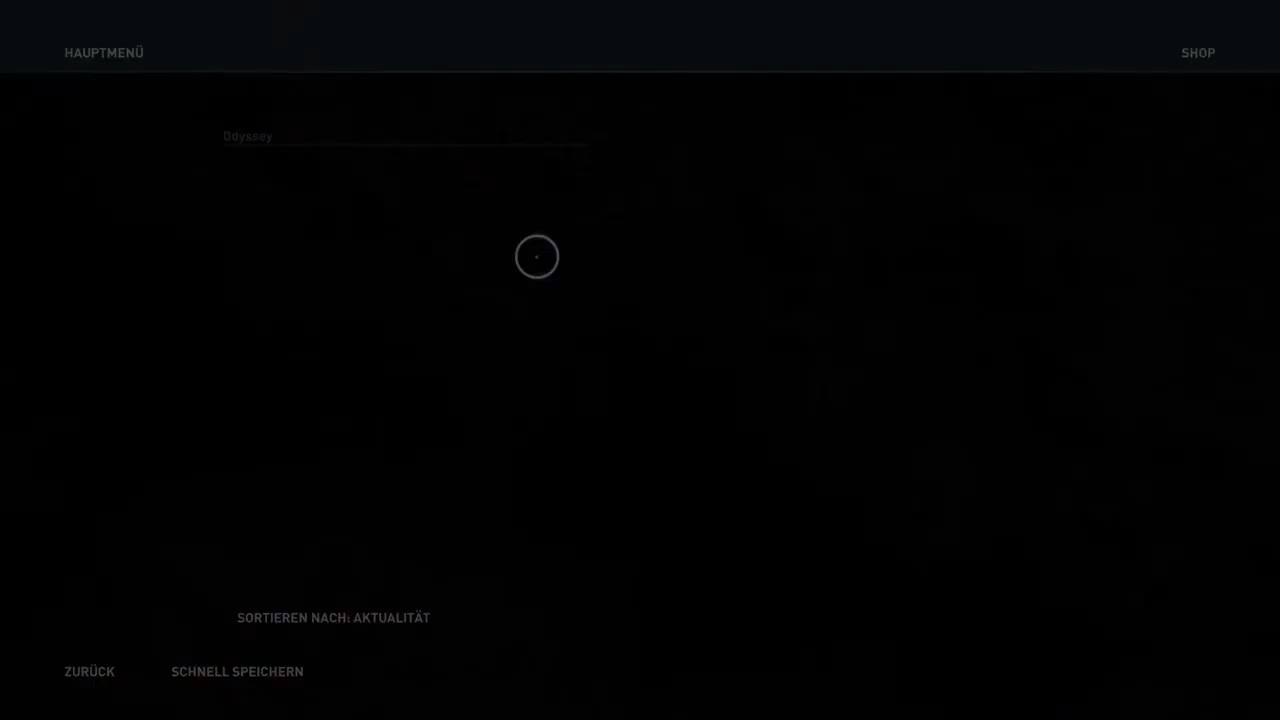 HAUPTMENÜ
SHOP
Odyssey
SORTIEREN NACH: AKTUALITÄT
ZURÜCK
SCHNELL SPEICHERN